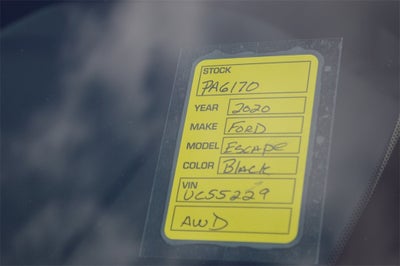 STOCK
PA6170
YEAR 2020
MAKE FORD
MODEL ESCAPE
COLOR BLACK
VIN
UC55229
AWD